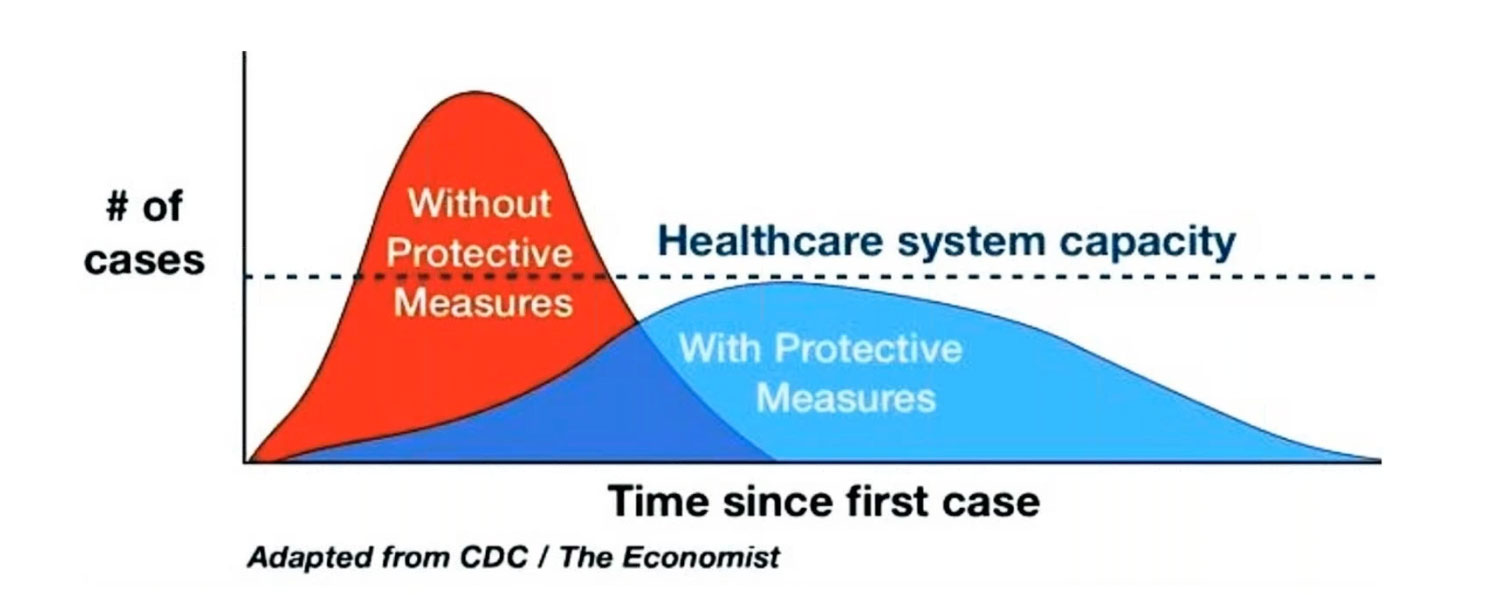 # of
cases
Without
Protective
Measures
Healthcare system capacity
With Protective
Measures
Time since first case
Adapted from CDC / The Economist